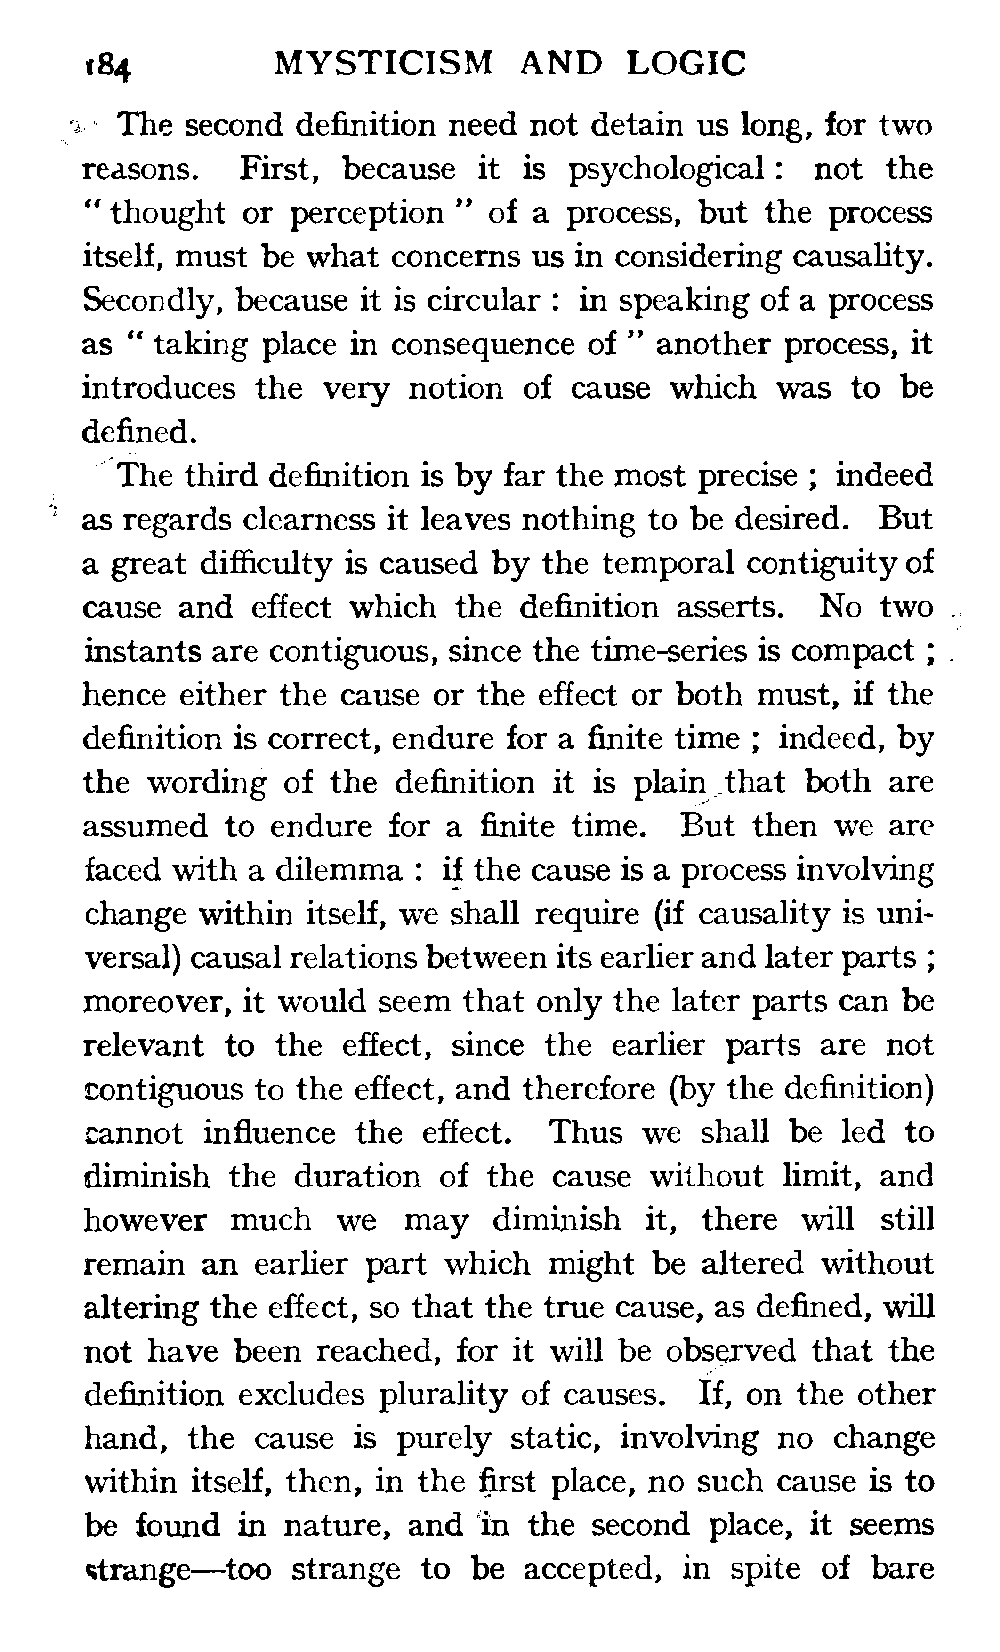 184 MYSTICISM AND LOGIC
The second definition need not detain us long, for two
reasons. First, because it is psychological : not the
“ thought or perception ” of a process, but the process
itself, must be what concerns us in considering causality.
Secondly, because it is circular : in speaking of a process
as “ taking place in consequence of ” another process, it
introduces the very notion of cause which was to be
defined.
The third definition is by far the most precise ; indeed
as regards clearness it leaves nothing to be desired. But
a great difficulty is caused by the temporal contiguity of
cause and effect which the definition asserts. No two
instants are contiguous, since the time-series is compact ;
hence either the cause or the effect or both must, if the
definition is correct, endure for a finite time ; indeed, by
the wording of the definition it is plain that both are
assumed to endure for a finite time. But then we are
faced with a dilemma : if the cause is a process involving
change within itself, we shall require (if causality is uni-
versal) causal relations between its earlier and later parts ;
moreover, it would seem that only the later parts can be
relevant to the effect, since the earlier parts are not
contiguous to the effect, and therefore (by the definition)
cannot influence the effect. Thus we shall be led to
diminish the duration of the cause without limit, and
however much we may diminish it, there will still
remain an earlier part which might be altered without
altering the effect, so that the true cause, as defined, will
not have been reached, for it will be observed that the
definition excludes plurality of causes. If, on the other
hand, the cause is purely static, involving no change
within itself, then, in the first place, no such cause is to
be found in nature, and in the second place, it seems
strange—too strange to be accepted, in spite of bare